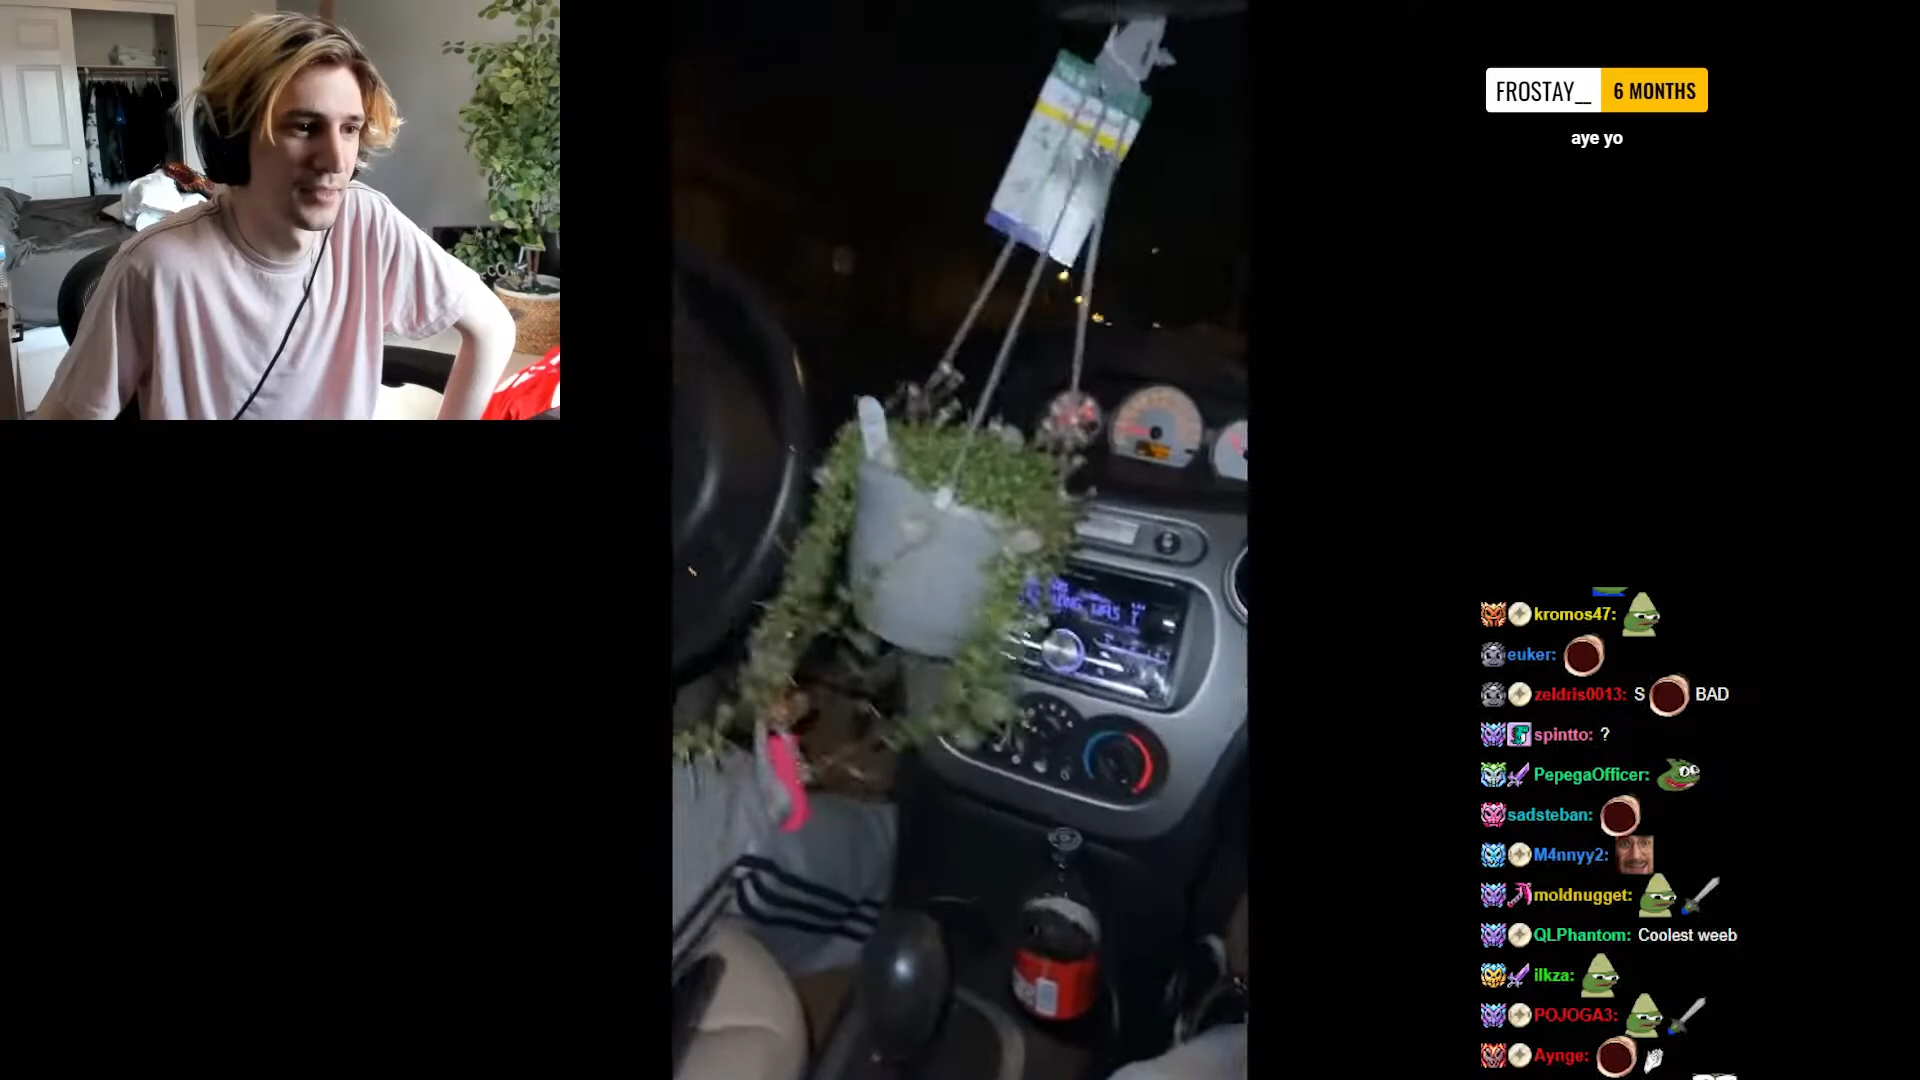 FROSTAY__ 6 MONTHS
aye yo
kromos47:
euker:
zeldris0013: S BAD
spintto: ?
PepegaOfficer:
sadsteban:
M4nnyy2:
moldnugget:
QLPhantom: Coolest weeb
ilkza:
POJOGA3:
Aynge: